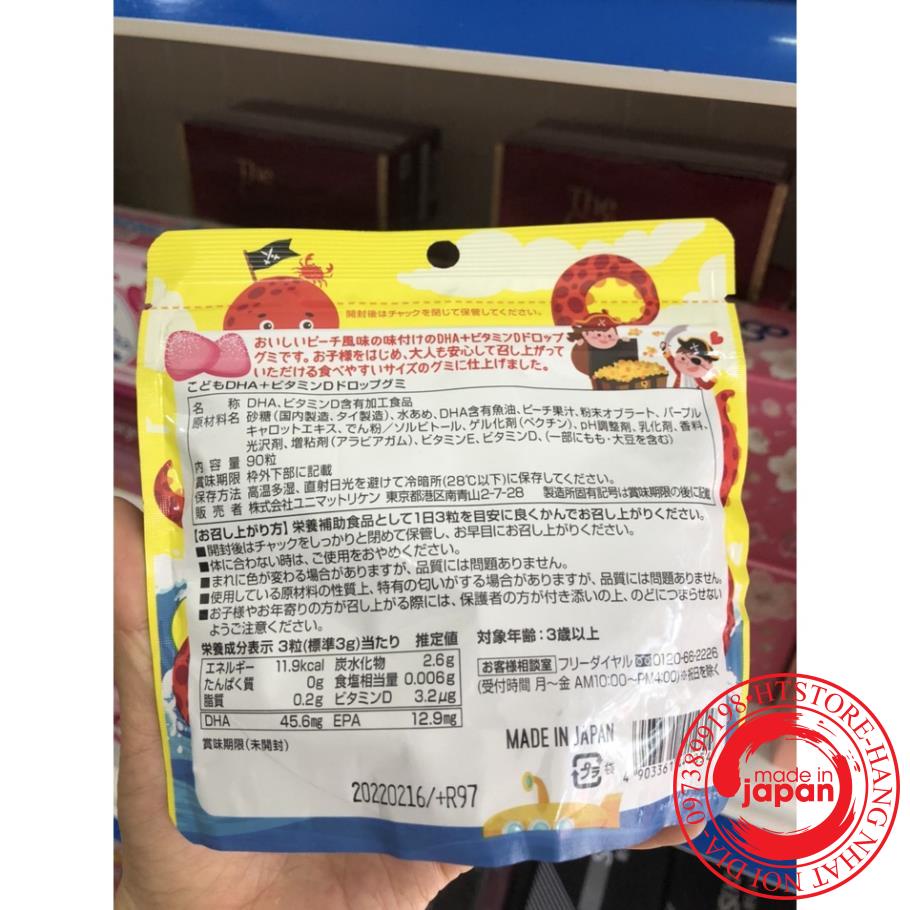 The
The
開封後はチャックを閉じて保管してください。
おいしいピーチ風味の味付けのDHA+ビタミンDドロップ
グミです。お子様をはじめ、大人も安心して召し上がって
いただける食べやすいサイズのグミに仕上げました。
こどもDHA+ビタミンDドロップグミ
名 称 DHA、ビタミンD含有加工食品
原材料名 砂糖(国内製造、タイ製造)、水あめ、DHA含有魚油、ピーチ果汁、粉末オブラート、パープル
キャロットエキス、でん粉/ソルビトール、ゲル化剤(ペクチン)、pH調整剤、乳化剤、香料、
光沢剤、増粘剤(アラビアガム)、ビタミンE、ビタミンD、(一部にもも・大豆を含む)
内 容 量 90粒
賞味期限 枠外下部に記載
保存方法 高温多湿、直射日光を避けて冷暗所(28℃以下)に保存してください。
販 売 者 株式会社ユニマットリケン 東京都港区南青山2-7-28 製造所固有記号は賞味期限の後に記載
【お召し上がり方】栄養補助食品として1日3粒を目安に良くかんでお召し上がりください。
■開封後はチャックをしっかりと閉めて保管し、お早目にお召し上がりください。
■体に合わない時は、ご使用をおやめください。
■まれに色が変わる場合がありますが、品質には問題ありません。
■使用している原材料の性質上、特有の匂いがする場合がありますが、品質には問題ありません。
■お子様やお年寄りの方が召し上がる際には、保護者の方が付き添いの上、のどにつまらせない
ようご注意ください。
栄養成分表示 3粒(標準3g)当たり 推定値
エネルギー 11.9kcal 炭水化物 2.6g
たんぱく質 0g 食塩相当量 0.006g
脂質 0.2g ビタミンD 3.2μg
DHA 45.6mg EPA 12.9mg
対象年齢:3歳以上
お客様相談室 フリーダイヤル 0120-66-2226
(受付時間 月〜金 AM10:00〜PM4:00)※祝日を除く
賞味期限(未開封)
MADE IN JAPAN
プラ 袋
4 90336
20220216/+R97
0973899198·HTSTORE·HANG NHAT NOI DIA
made in
japan